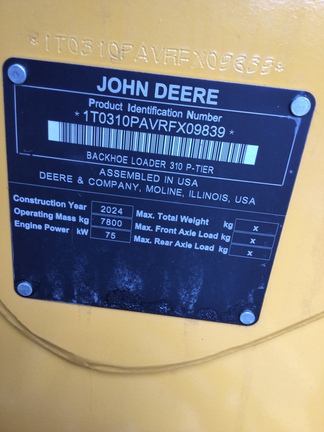 *1T0310PAVRFX09839*
JOHN DEERE
Product Identification Number
*1T0310PAVRFX09839*
BACKHOE LOADER 310 P-TIER
ASSEMBLED IN USA
DEERE & COMPANY, MOLINE, ILLINOIS, USA
Construction Year 2024 Max. Total Weight kg x
Operating Mass kg 7800 Max. Front Axle Load kg x
Engine Power kW 75 Max. Rear Axle Load kg x